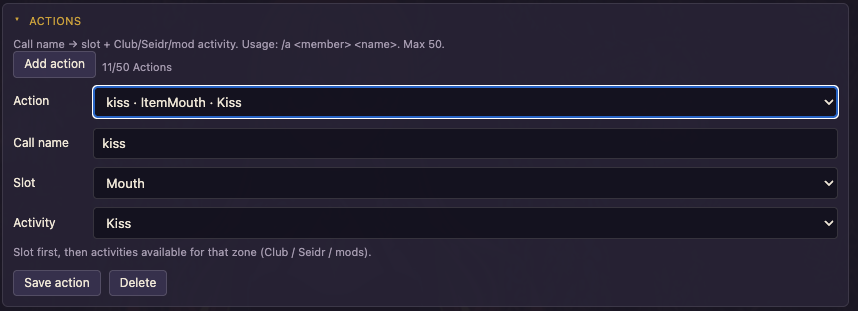 ACTIONS
Call name → slot + Club/Seidr/mod activity. Usage: /a <member> <name>. Max 50.
Add action 11/50 Actions
Action kiss · ItemMouth · Kiss
Call name kiss
Slot Mouth
Activity Kiss
Slot first, then activities available for that zone (Club / Seidr / mods).
Save action Delete